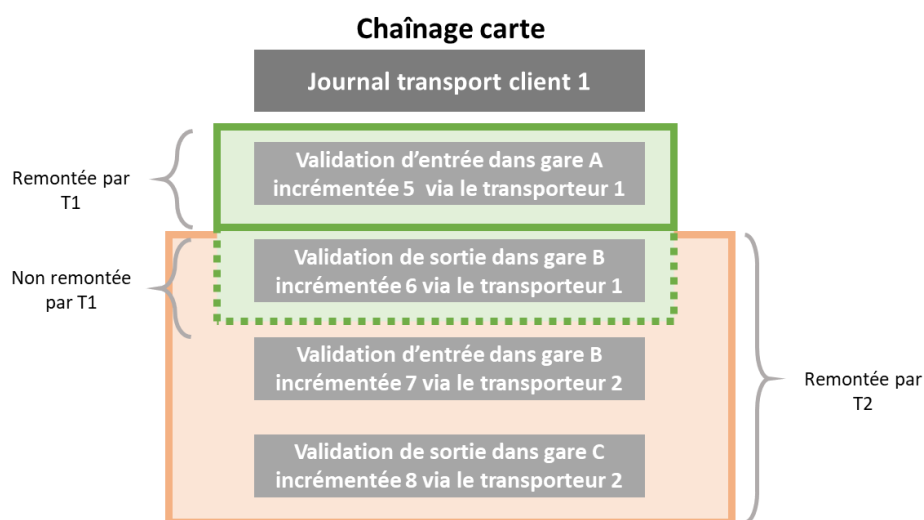 Chaînage carte
Journal transport client 1
Remontée par
T1
Validation d'entrée dans gare A
incrémentée 5 via le transporteur 1
Non remontée
par T1
Validation de sortie dans gare B
incrémentée 6 via le transporteur 1
Validation d'entrée dans gare B
incrémentée 7 via le transporteur 2
Remontée par
T2
Validation de sortie dans gare C
incrémentée 8 via le transporteur 2